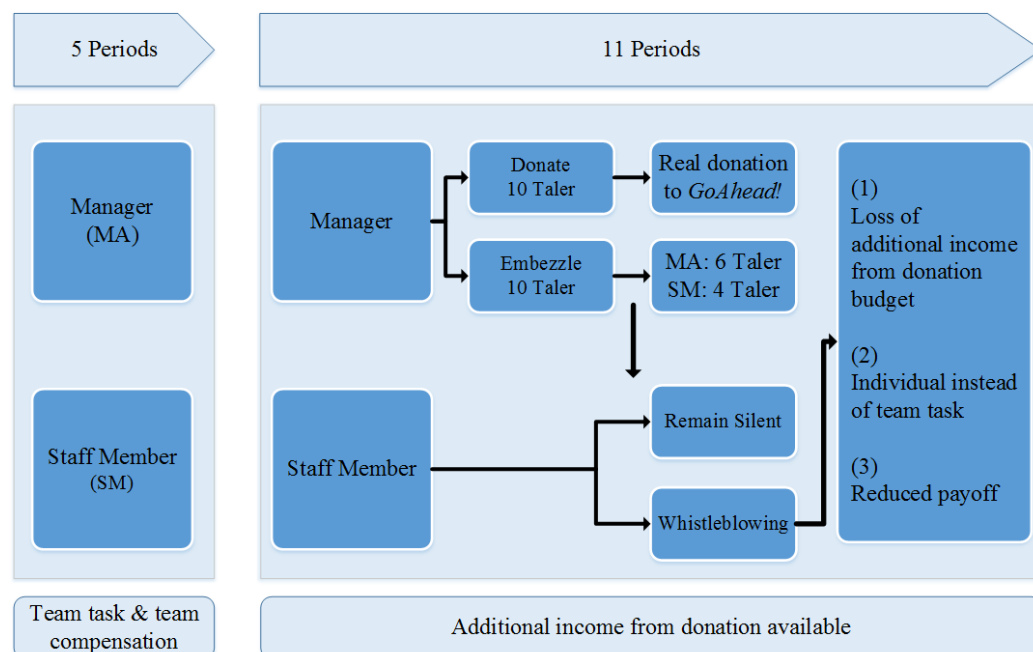 5 Periods
11 Periods
Manager
(MA)
Staff Member
(SM)
Team task & team
compensation
Manager
Donate
10 Taler
Real donation
to GoAhead!
Embezzle
10 Taler
MA: 6 Taler
SM: 4 Taler
Staff Member
Remain Silent
Whistleblowing
(1)
Loss of
additional income
from donation
budget
(2)
Individual instead
of team task
(3)
Reduced payoff
Additional income from donation available